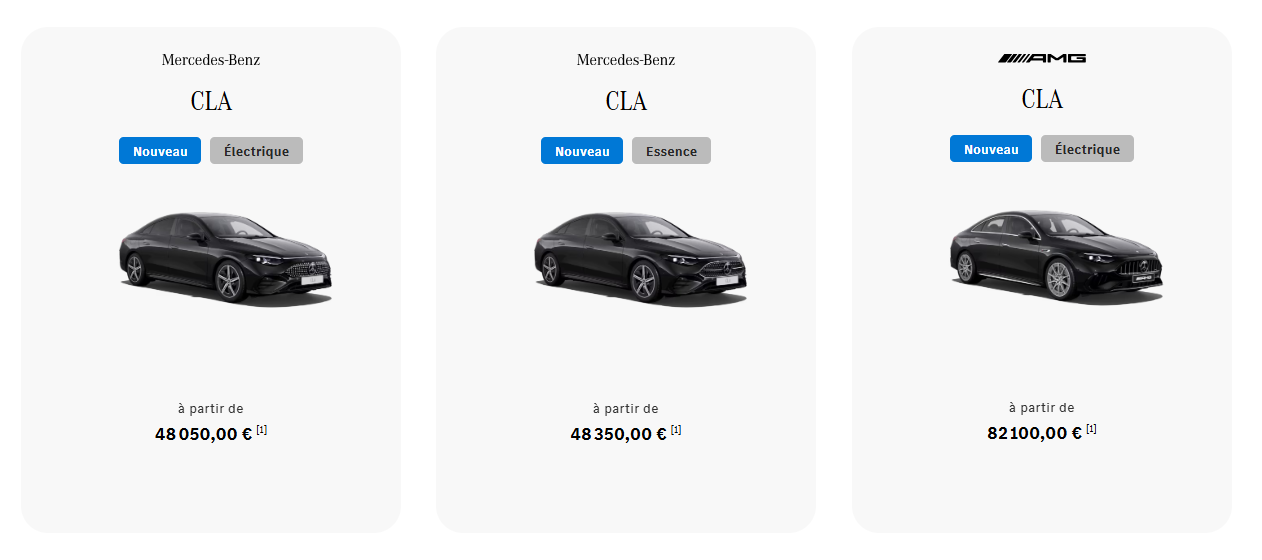 Mercedes-Benz
CLA
Nouveau Électrique
à partir de
48 050,00 € [1]
Mercedes-Benz
CLA
Nouveau Essence
à partir de
48 350,00 € [1]
AMG
CLA
Nouveau Électrique
à partir de
82 100,00 € [1]